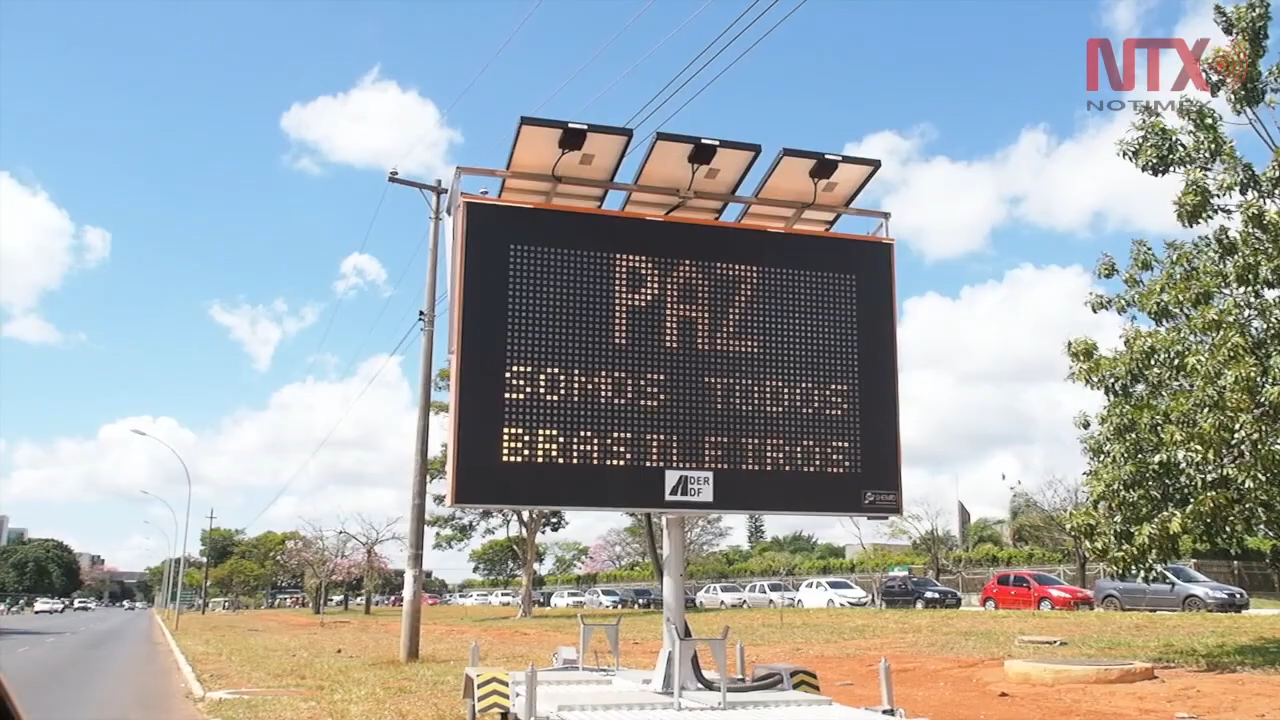 NTX
NOTIMEX
PAZ
SOMOS TODOS
BRASILEIROS
DER
DF